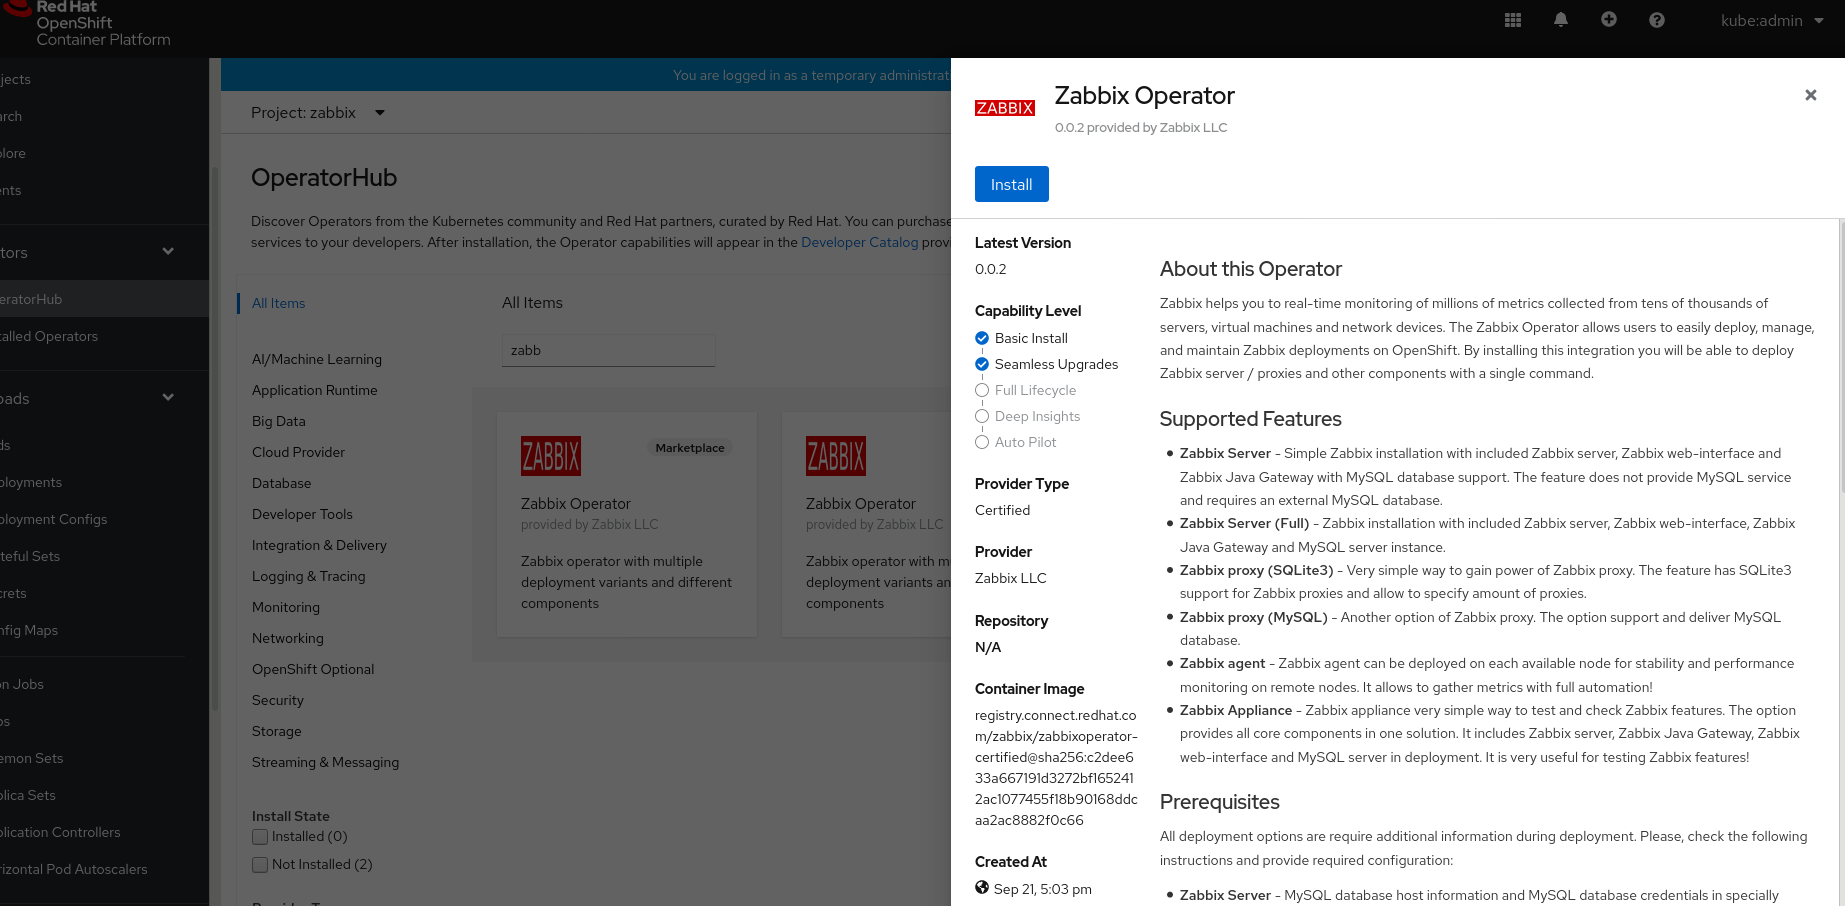 Red Hat
OpenShift
Container Platform
kube:admin
jects
arch
plore
ents
tors
eratorHub
talled Operators
oads
ds
ployments
ployment Configs
teful Sets
crets
nfig Maps
on Jobs
bs
emon Sets
plica Sets
plication Controllers
rizontal Pod Autoscalers
You are logged in as a temporary administrat
Project: zabbix
OperatorHub
Discover Operators from the Kubernetes community and Red Hat partners, curated by Red Hat. You can purchase
services to your developers. After installation, the Operator capabilities will appear in the Developer Catalog provi
All Items
AI/Machine Learning
Application Runtime
Big Data
Cloud Provider
Database
Developer Tools
Integration & Delivery
Logging & Tracing
Monitoring
Networking
OpenShift Optional
Security
Storage
Streaming & Messaging
Install State
Installed (0)
Not Installed (2)
All Items
zabb
ZABBIX
Marketplace
Zabbix Operator
provided by Zabbix LLC
Zabbix operator with multiple
deployment variants and different
components
ZABBIX
Zabbix Operator
provided by Zabbix LLC
Zabbix operator with m
deployment variants an
components
ZABBIX
Zabbix Operator
0.0.2 provided by Zabbix LLC
Install
Latest Version
0.0.2
Capability Level
Basic Install
Seamless Upgrades
Full Lifecycle
Deep Insights
Auto Pilot
Provider Type
Certified
Provider
Zabbix LLC
Repository
N/A
Container Image
registry.connect.redhat.co
m/zabbix/zabbixoperator-
certified@sha256:c2dee6
33a667191d3272bf165241
2ac1077455f18b90168ddc
aa2ac8882f0c66
Created At
Sep 21, 5:03 pm
About this Operator
Zabbix helps you to real-time monitoring of millions of metrics collected from tens of thousands of
servers, virtual machines and network devices. The Zabbix Operator allows users to easily deploy, manage,
and maintain Zabbix deployments on OpenShift. By installing this integration you will be able to deploy
Zabbix server / proxies and other components with a single command.
Supported Features
• Zabbix Server - Simple Zabbix installation with included Zabbix server, Zabbix web-interface and
Zabbix Java Gateway with MySQL database support. The feature does not provide MySQL service
and requires an external MySQL database.
• Zabbix Server (Full) - Zabbix installation with included Zabbix server, Zabbix web-interface, Zabbix
Java Gateway and MySQL server instance.
• Zabbix proxy (SQLite3) - Very simple way to gain power of Zabbix proxy. The feature has SQLite3
support for Zabbix proxies and allow to specify amount of proxies.
• Zabbix proxy (MySQL) - Another option of Zabbix proxy. The option support and deliver MySQL
database.
• Zabbix agent - Zabbix agent can be deployed on each available node for stability and performance
monitoring on remote nodes. It allows to gather metrics with full automation!
• Zabbix Appliance - Zabbix appliance very simple way to test and check Zabbix features. The option
provides all core components in one solution. It includes Zabbix server, Zabbix Java Gateway, Zabbix
web-interface and MySQL server in deployment. It is very useful for testing Zabbix features!
Prerequisites
All deployment options are require additional information during deployment. Please, check the following
instructions and provide required configuration:
• Zabbix Server - MySQL database host information and MySQL database credentials in specially